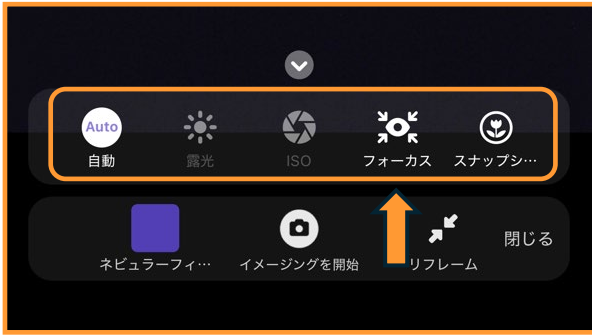 Auto
自動
露光
ISO
フォーカス
スナップシ…
ネビュラーフィ…
イメージングを開始
リフレーム
閉じる